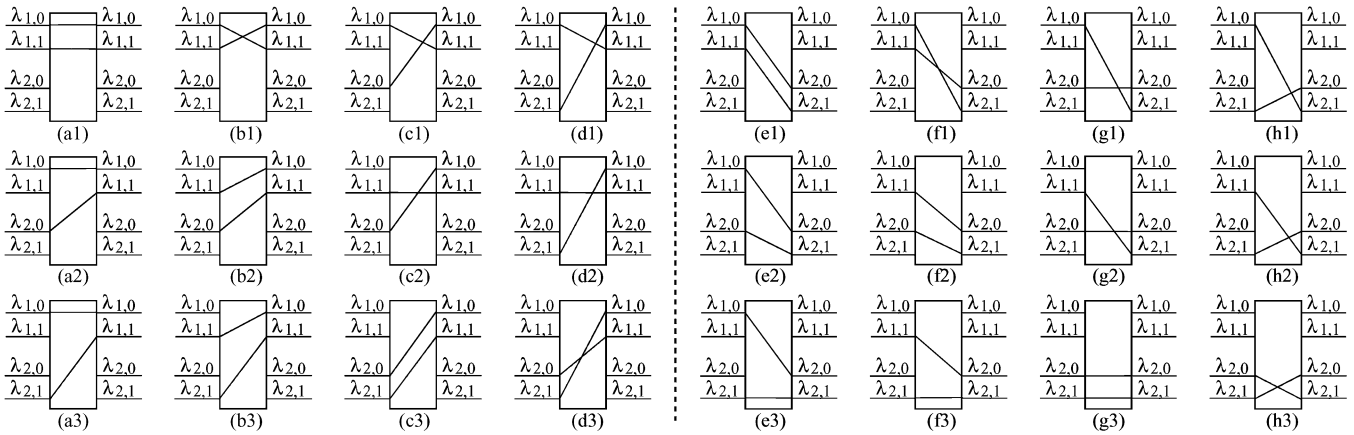 λ1,0 λ1,0 λ1,0 λ1,0 λ1,0 λ1,0 λ1,0 λ1,0 λ1,0 λ1,0 λ1,0 λ1,0 λ1,0 λ1,0 λ1,0 λ1,0
λ1,1 λ1,1 λ1,1 λ1,1 λ1,1 λ1,1 λ1,1 λ1,1 λ1,1 λ1,1 λ1,1 λ1,1 λ1,1 λ1,1 λ1,1 λ1,1
λ2,0 λ2,0 λ2,0 λ2,0 λ2,0 λ2,0 λ2,0 λ2,0 λ2,0 λ2,0 λ2,0 λ2,0 λ2,0 λ2,0 λ2,0 λ2,0
λ2,1 λ2,1 λ2,1 λ2,1 λ2,1 λ2,1 λ2,1 λ2,1 λ2,1 λ2,1 λ2,1 λ2,1 λ2,1 λ2,1 λ2,1 λ2,1
(a1) (b1) (c1) (d1) (e1) (f1) (g1) (h1)
λ1,0 λ1,0 λ1,0 λ1,0 λ1,0 λ1,0 λ1,0 λ1,0 λ1,0 λ1,0 λ1,0 λ1,0 λ1,0 λ1,0 λ1,0 λ1,0
λ1,1 λ1,1 λ1,1 λ1,1 λ1,1 λ1,1 λ1,1 λ1,1 λ1,1 λ1,1 λ1,1 λ1,1 λ1,1 λ1,1 λ1,1 λ1,1
λ2,0 λ2,0 λ2,0 λ2,0 λ2,0 λ2,0 λ2,0 λ2,0 λ2,0 λ2,0 λ2,0 λ2,0 λ2,0 λ2,0 λ2,0 λ2,0
λ2,1 λ2,1 λ2,1 λ2,1 λ2,1 λ2,1 λ2,1 λ2,1 λ2,1 λ2,1 λ2,1 λ2,1 λ2,1 λ2,1 λ2,1 λ2,1
(a2) (b2) (c2) (d2) (e2) (f2) (g2) (h2)
λ1,0 λ1,0 λ1,0 λ1,0 λ1,0 λ1,0 λ1,0 λ1,0 λ1,0 λ1,0 λ1,0 λ1,0 λ1,0 λ1,0 λ1,0 λ1,0
λ1,1 λ1,1 λ1,1 λ1,1 λ1,1 λ1,1 λ1,1 λ1,1 λ1,1 λ1,1 λ1,1 λ1,1 λ1,1 λ1,1 λ1,1 λ1,1
λ2,0 λ2,0 λ2,0 λ2,0 λ2,0 λ2,0 λ2,0 λ2,0 λ2,0 λ2,0 λ2,0 λ2,0 λ2,0 λ2,0 λ2,0 λ2,0
λ2,1 λ2,1 λ2,1 λ2,1 λ2,1 λ2,1 λ2,1 λ2,1 λ2,1 λ2,1 λ2,1 λ2,1 λ2,1 λ2,1 λ2,1 λ2,1
(a3) (b3) (c3) (d3) (e3) (f3) (g3) (h3)